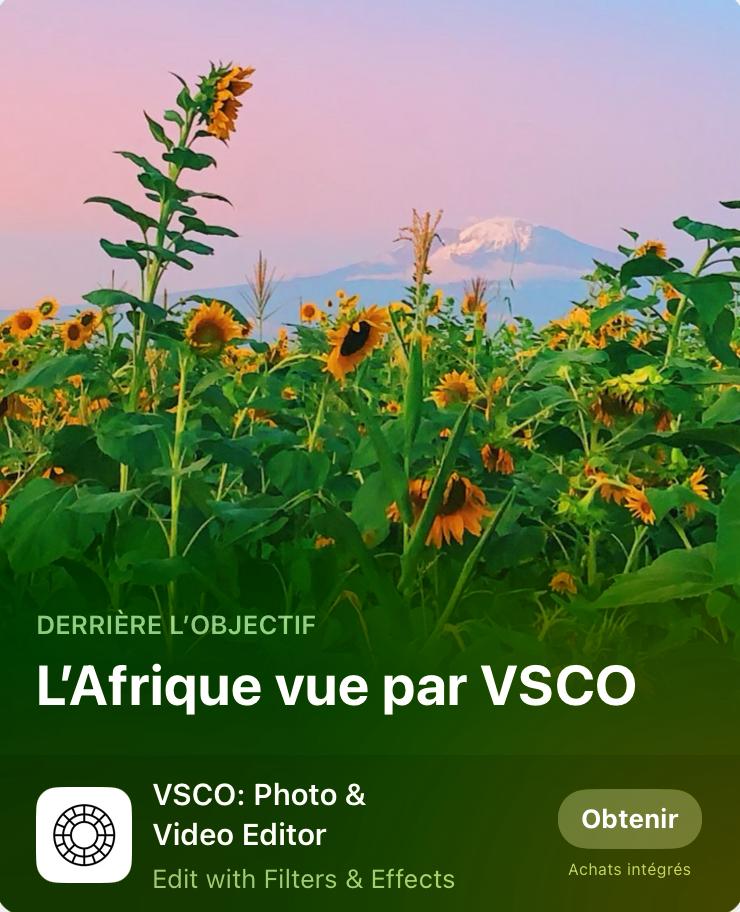 DERRIÈRE L’OBJECTIF
L’Afrique vue par VSCO
VSCO: Photo &
Video Editor
Edit with Filters & Effects
Obtenir
Achats intégrés